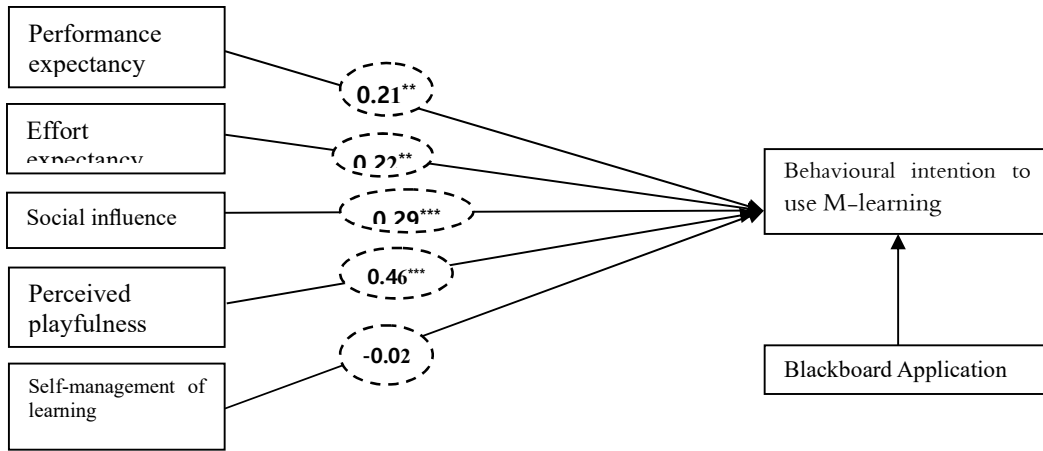 Performance
expectancy
0.21**
Effort
expectancy
0.22**
Behavioural intention to
use M-learning
Social influence
0.29***
0.46***
Perceived
playfulness
-0.02
Blackboard Application
Self-management of
learning